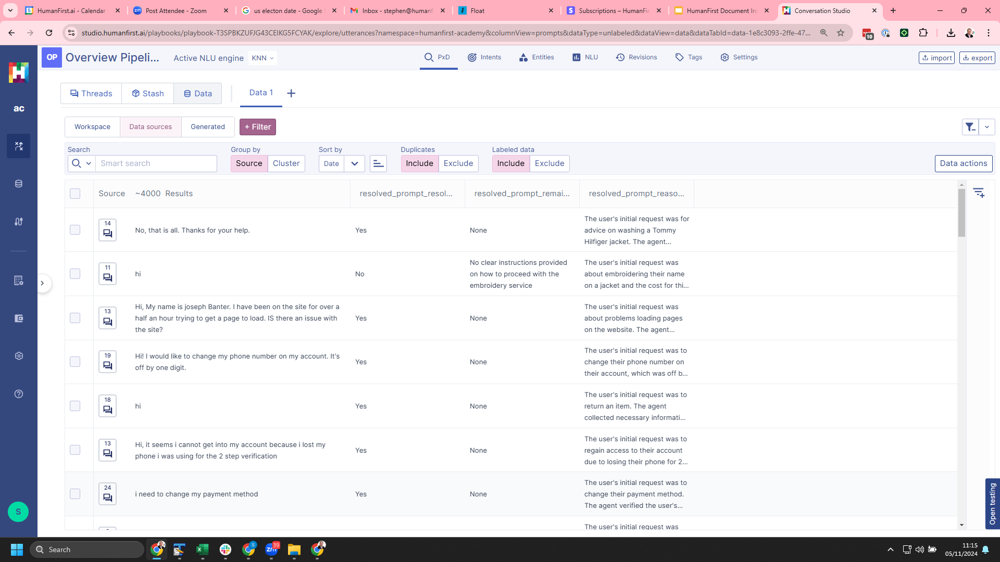 HumanFirst.ai - Calendar
Post Attendee - Zoom
us electon date - Google S
Inbox - stephen@humanfi
Float
Subscriptions – HumanFir
HumanFirst Document In
Conversation Studio
studio.humanfirst.ai/playbooks/playbook-T3SPBKZUFJG43CEIKG5FCYAK/explore/utterances?namespace=humanfirst-academy&columnView=prompts&dataType=unlabeled&dataView=data&dataTabId=data-1e8c3093-2ffe-47...
10
OP Overview Pipeli... Active NLU engine KNN
PxD Intents Entities NLU Revisions Tags Settings
import export
ac
Threads Stash Data Data 1
Workspace Data sources Generated + Filter
Search Group by Sort by Duplicates Labeled data
Smart search Source Cluster Date Include Exclude Include Exclude Data actions
Source ~4000 Results resolved_prompt_resol... resolved_prompt_remai... resolved_prompt_reaso...
14
No, that is all. Thanks for your help.
Yes
None
The user's initial request was for
advice on washing a Tommy
Hilfiger jacket. The agent...
11
hi
No
No clear instructions provided
on how to proceed with the
embroidery service
The user's initial request was
about embroidering their name
on a jacket and the cost for thi...
13
Hi, My name is joseph Banter. I have been on the site for over a
half an hour trying to get a page to load. IS there an issue with
the site?
Yes
None
The user's initial request was
about problems loading pages
on the website. The agent...
19
Hi! I would like to change my phone number on my account. It's
off by one digit.
Yes
None
The user's initial request was to
change their phone number on
their account, which was off b...
18
hi
Yes
None
The user's initial request was to
return an item. The agent
collected necessary informati...
13
Hi, it seems i cannot get into my account because i lost my
phone i was using for the 2 step verification
Yes
None
The user's initial request was to
regain access to their account
due to losing their phone for 2...
24
i need to change my payment method
Yes
None
The user's initial request was to
change their payment method.
The agent verified the user's...
The user's initial request was
Open testing
S
Search
39
11:15
05/11/2024